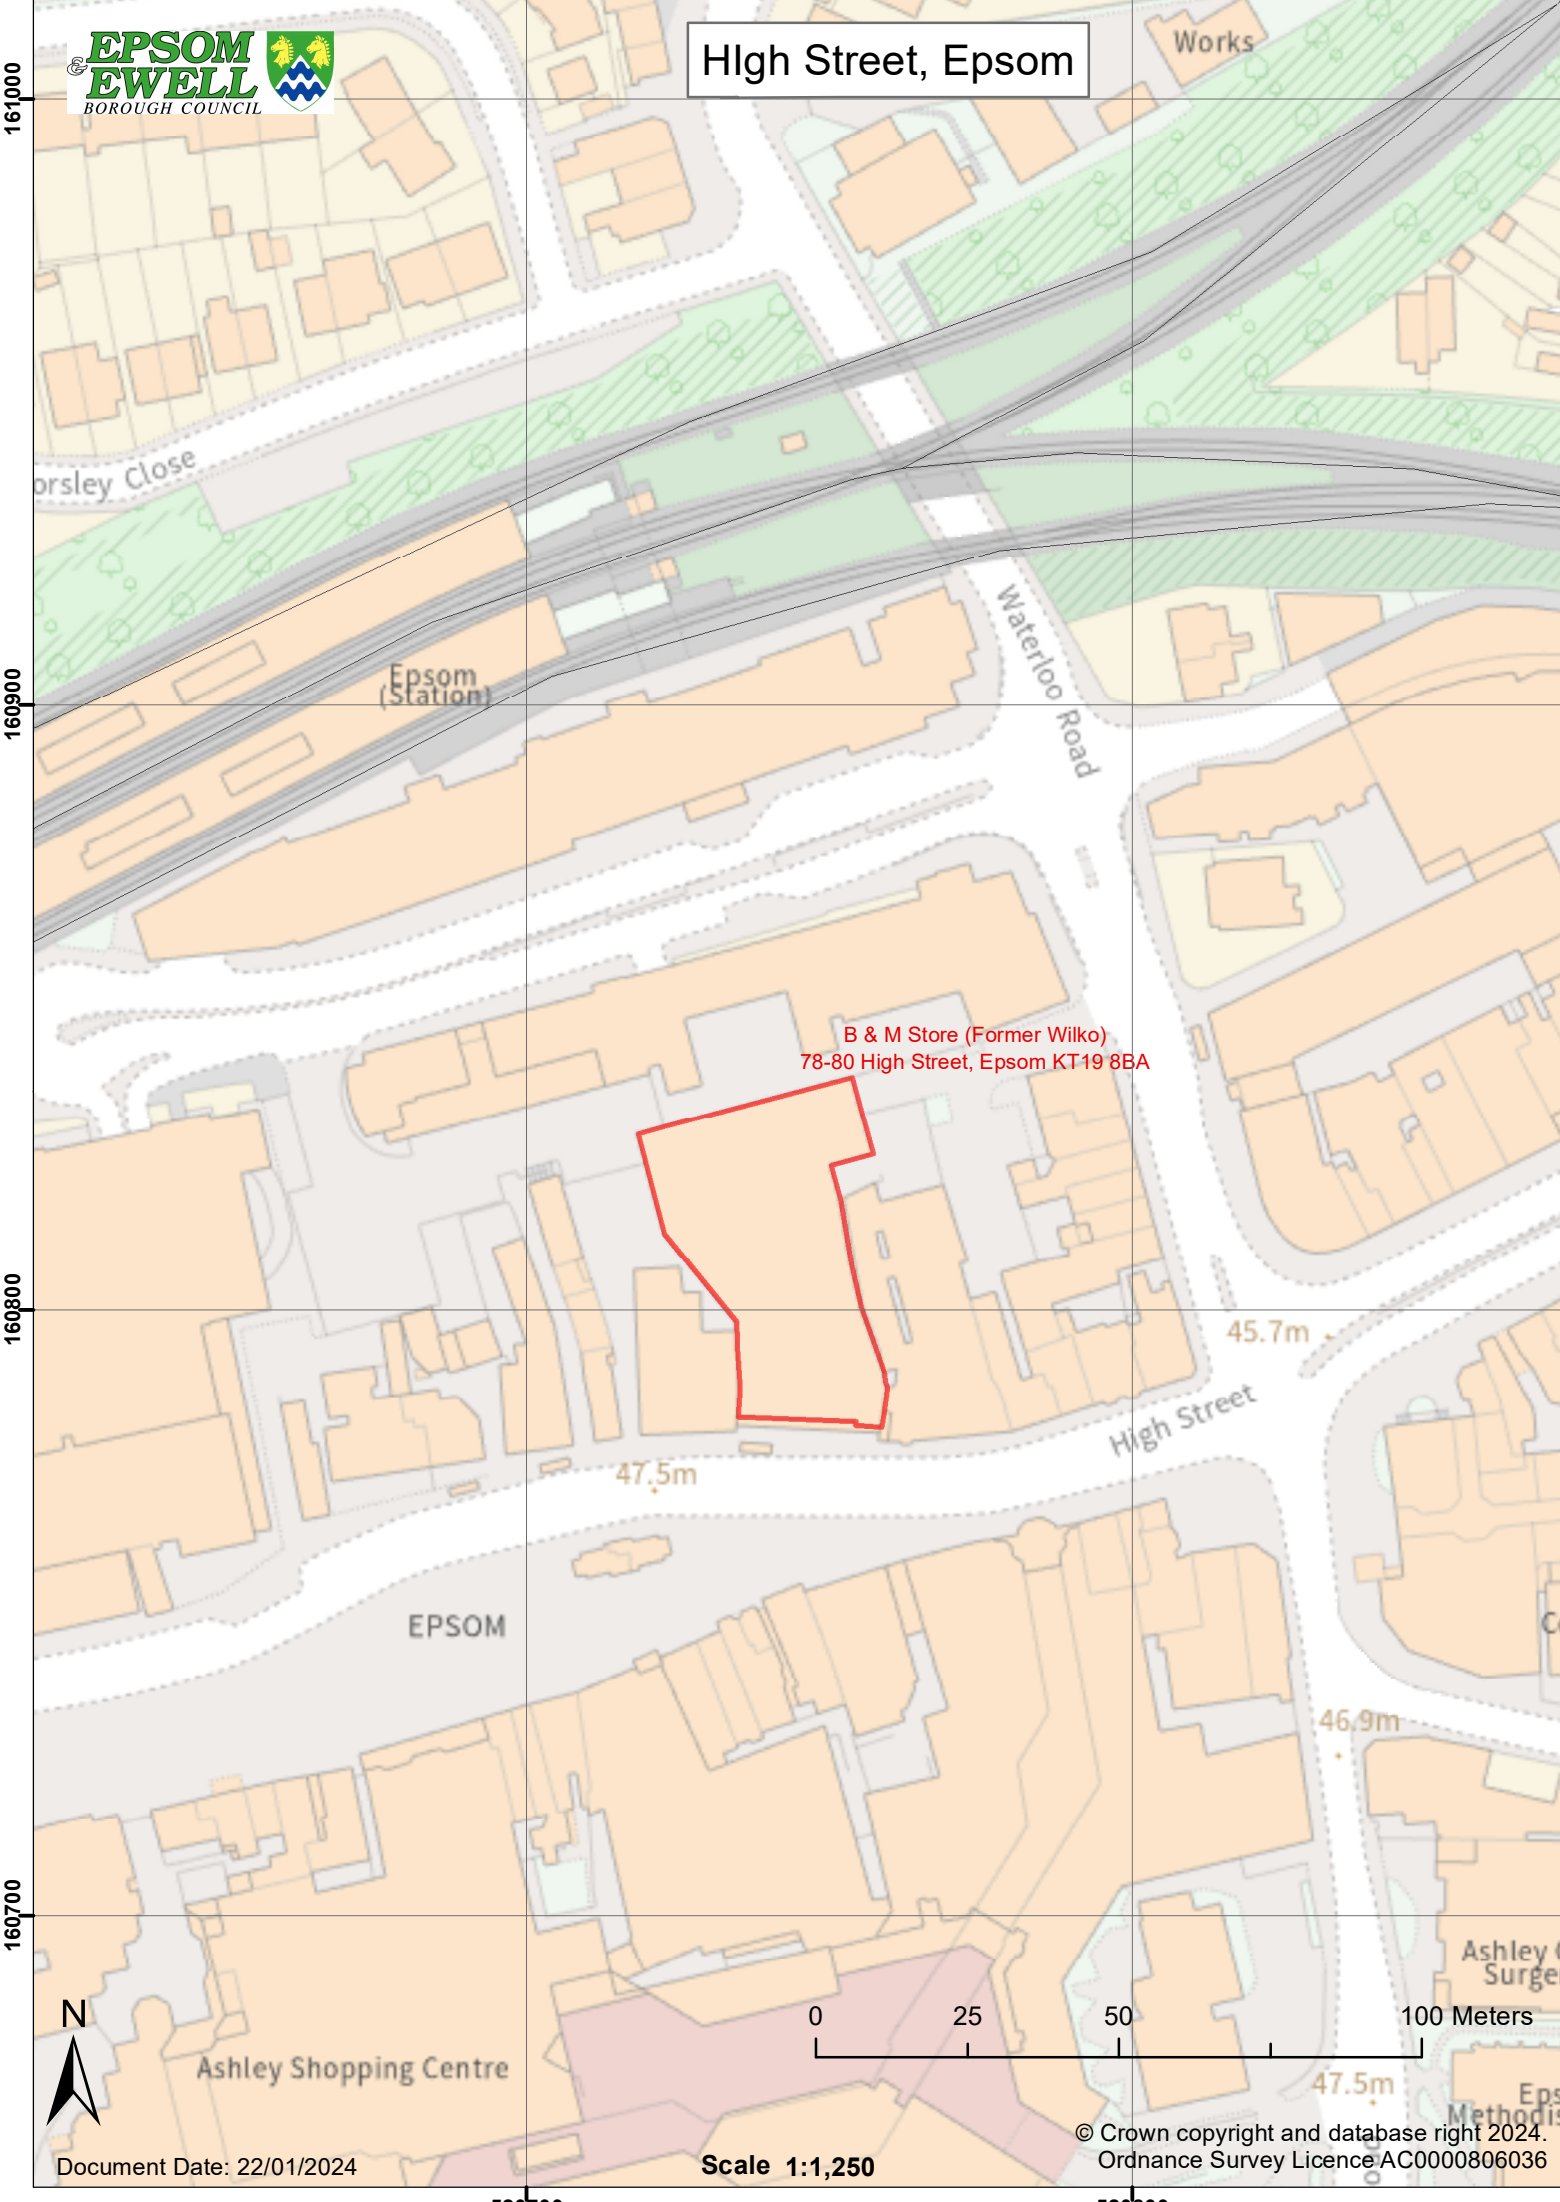 EPSOM
& EWELL
BOROUGH COUNCIL
HIgh Street, Epsom
Works
161000
orsley Close
Waterloo Road
Epsom
(Station)
160900
B & M Store (Former Wilko)
78-80 High Street, Epsom KT19 8BA
160800
45.7m
High Street
47.5m
EPSOM
46.9m
160700
Ashley
Surge
N
0 25 50 100 Meters
Ashley Shopping Centre
47.5m
Eps
Methodis
© Crown copyright and database right 2024.
Ordnance Survey Licence AC0000806036
Document Date: 22/01/2024
Scale 1:1,250